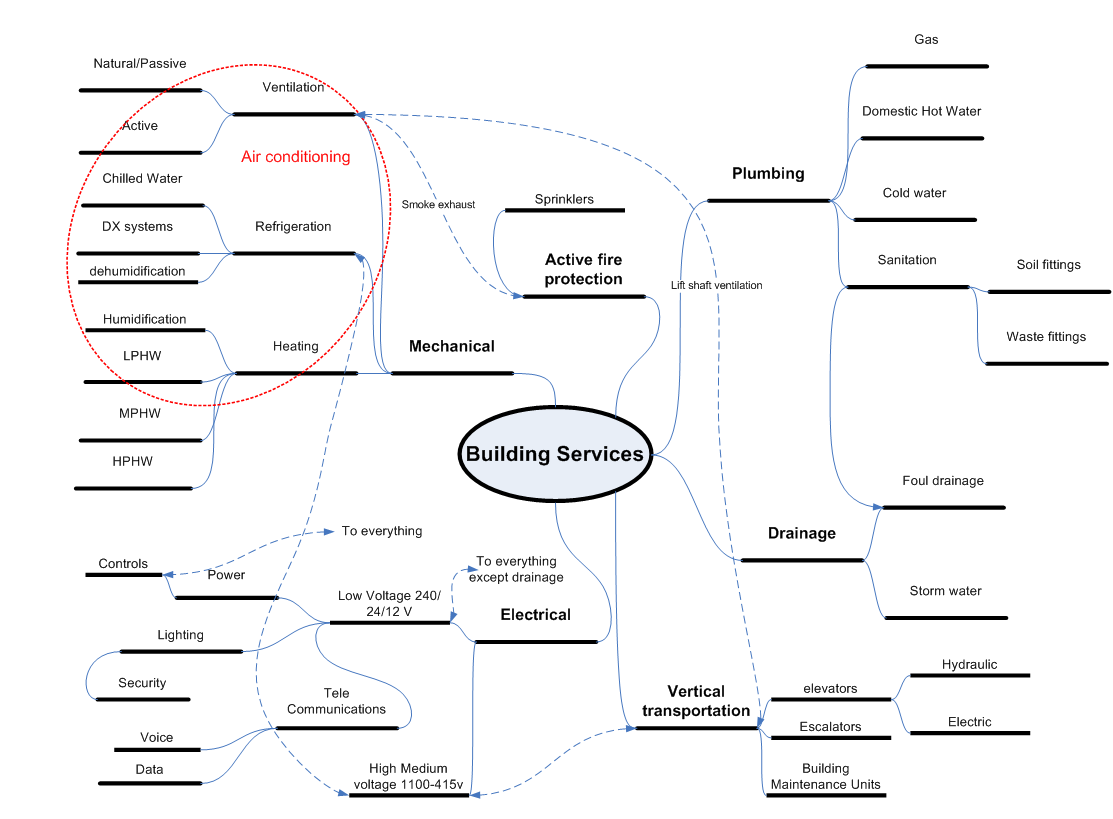 Gas
Natural/Passive
Ventilation
Domestic Hot Water
Active
Air conditioning
Plumbing
Chilled Water
Sprinklers
Cold water
Smoke exhaust
DX systems
Refrigeration
Active fire
protection
Sanitation
Soil fittings
dehumidification
Lift shaft ventilation
Humidification
Heating
Mechanical
Waste fittings
LPHW
MPHW
HPHW
Building Services
Foul drainage
To everything
Drainage
Controls
Power
To everything
except drainage
Low Voltage 240/
24/12 V
Storm water
Electrical
Lighting
Hydraulic
Security
Tele
Communications
Vertical
transportation
elevators
Escalators
Electric
Voice
Data
High Medium
voltage 1100-415v
Building
Maintenance Units